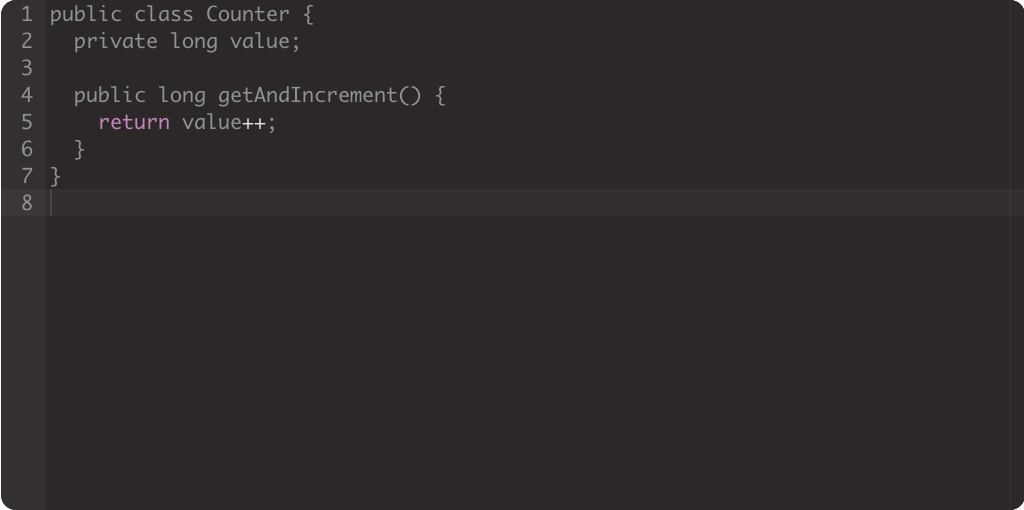 1 public class Counter {
2   private long value;
3
4   public long getAndIncrement() {
5     return value++;
6   }
7 }
8